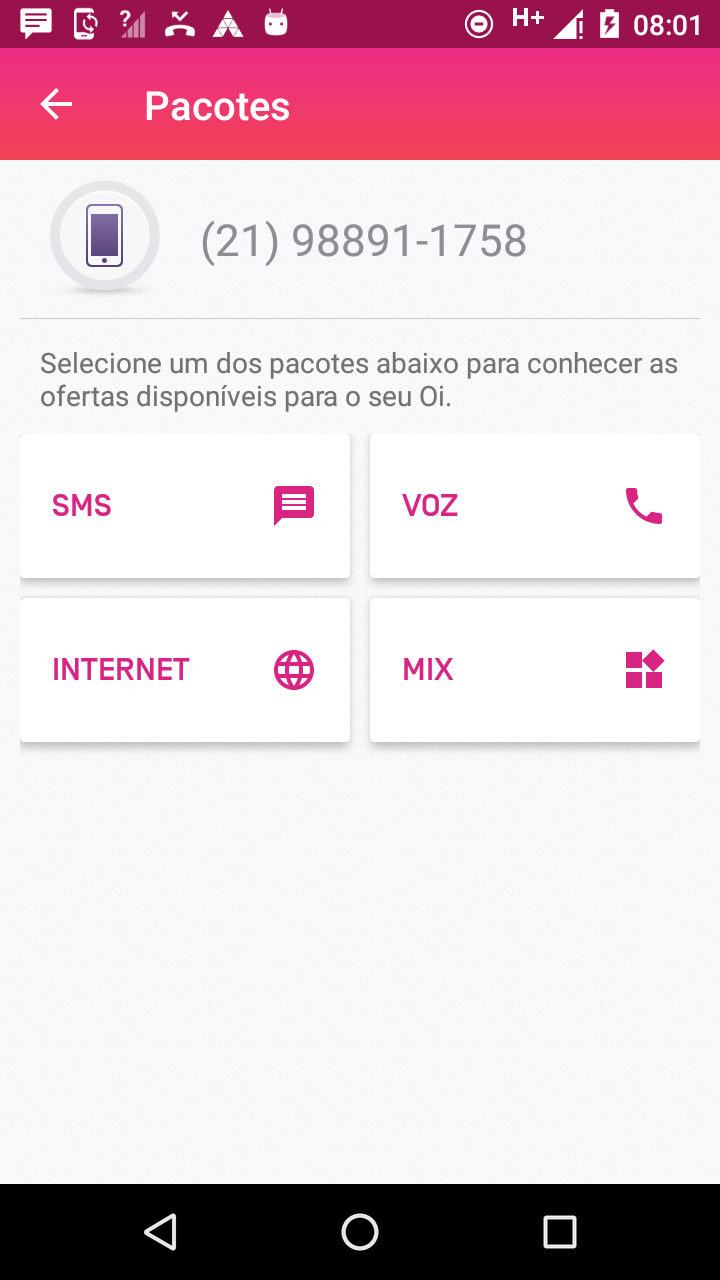 H+ 08:01
Pacotes
(21) 98891-1758
Selecione um dos pacotes abaixo para conhecer as
ofertas disponíveis para o seu Oi.
SMS
VOZ
INTERNET
MIX